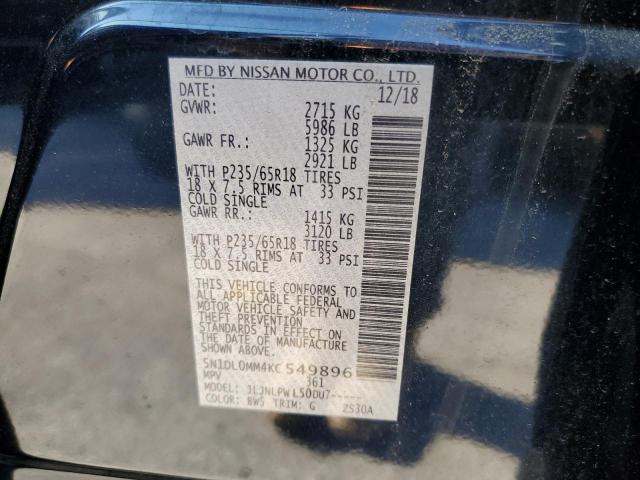 MFD BY NISSAN MOTOR CO., LTD.
DATE: 12/18
GVWR: 2715 KG
5986 LB
GAWR FR.: 1325 KG
2921 LB
WITH P235/65R18 TIRES
18 X 7.5 RIMS AT 33 PSI
COLD SINGLE
GAWR RR.: 1415 KG
3120 LB
WITH P235/65R18 TIRES
18 X 7.5 RIMS AT 33 PSI
COLD SINGLE
THIS VEHICLE CONFORMS TO
ALL APPLICABLE FEDERAL
MOTOR VEHICLE SAFETY AND
THEFT PREVENTION
STANDARDS IN EFFECT ON
THE DATE OF MANUFACTURE
SHOWN ABOVE.
5N1DL0MM4KC549896
MPV 361
JLJNLPWL50DU7-----
COLOR: BW5 TRIM: G 2S30A